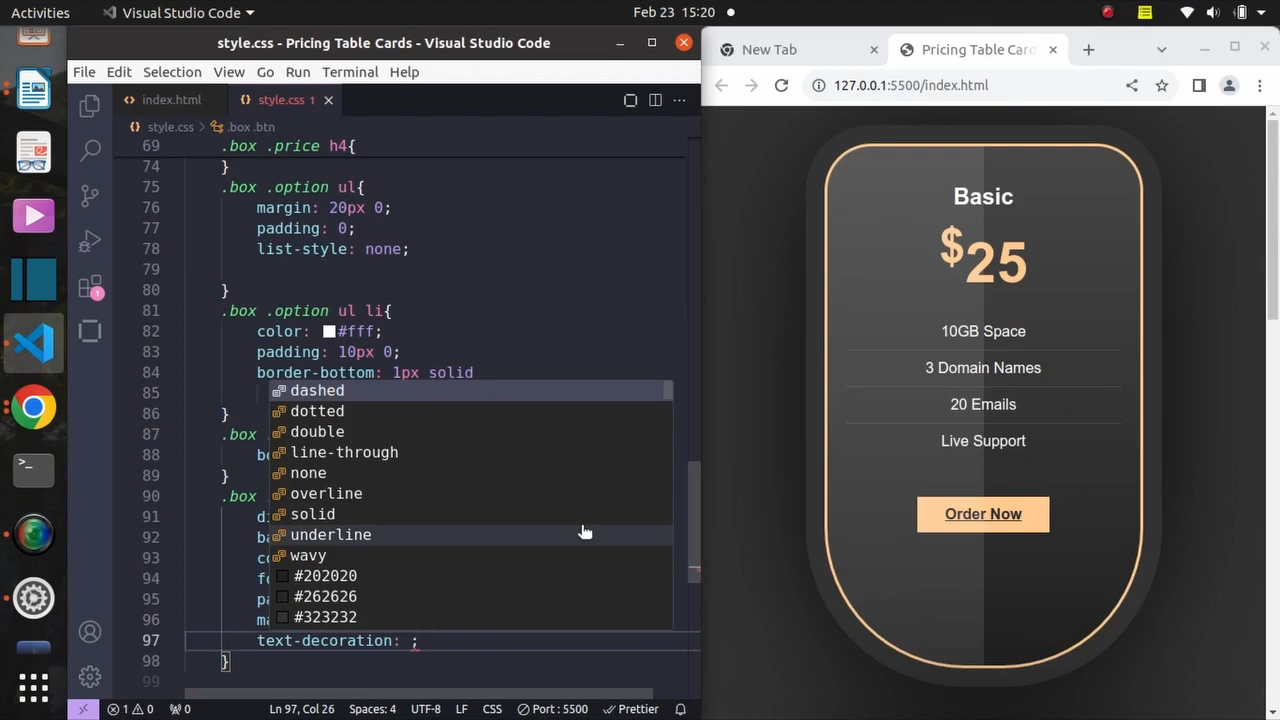 Activities
Visual Studio Code
Feb 23 15:20
style.css - Pricing Table Cards - Visual Studio Code
File Edit Selection View Go Run Terminal Help
index.html
style.css 1
style.css > .box .btn
69 .box .price h4{
74 }
75 .box .option ul{
76 margin: 20px 0;
77 padding: 0;
78 list-style: none;
79
80 }
81 .box .option ul li{
82 color: #fff;
83 padding: 10px 0;
84 border-bottom: 1px solid
85
86 }
87 .box
88 bo
89 }
90 .box
91 di
92 ba
93 co
94 fo
95 pa
96 ma
97 text-decoration: ;
98 }
99
dashed
dotted
double
line-through
none
overline
solid
underline
wavy
#202020
#262626
#323232
1
1 0 0
Ln 97, Col 26
Spaces: 4
UTF-8
LF
CSS
Port : 5500
Prettier
New Tab
Pricing Table Card
127.0.0.1:5500/index.html
Basic
$25
10GB Space
3 Domain Names
20 Emails
Live Support
Order Now